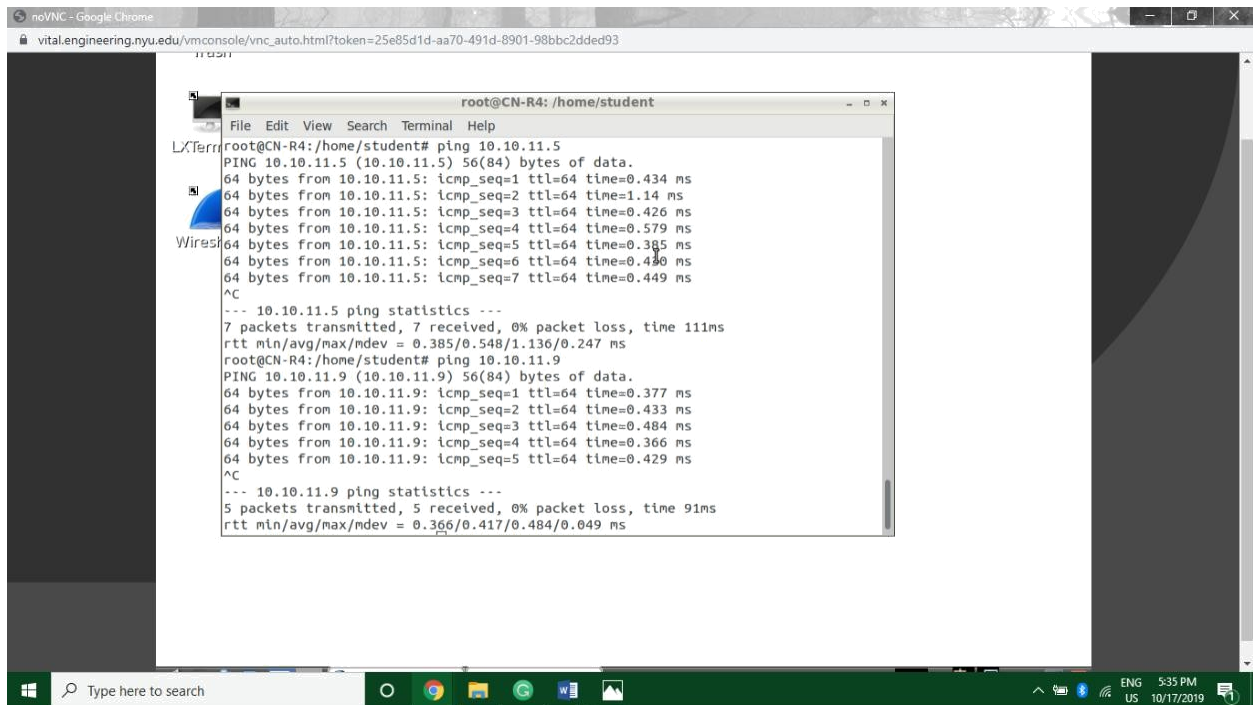 noVNC - Google Chrome
vital.engineering.nyu.edu/vmconsole/vnc_auto.html?token=25e85d1d-aa70-491d-8901-98bbc2dded93
Trash
root@CN-R4: /home/student
File Edit View Search Terminal Help
LXTerm
root@CN-R4:/home/student# ping 10.10.11.5
PING 10.10.11.5 (10.10.11.5) 56(84) bytes of data.
64 bytes from 10.10.11.5: icmp_seq=1 ttl=64 time=0.434 ms
64 bytes from 10.10.11.5: icmp_seq=2 ttl=64 time=1.14 ms
64 bytes from 10.10.11.5: icmp_seq=3 ttl=64 time=0.426 ms
64 bytes from 10.10.11.5: icmp_seq=4 ttl=64 time=0.579 ms
Wiresh
64 bytes from 10.10.11.5: icmp_seq=5 ttl=64 time=0.385 ms
64 bytes from 10.10.11.5: icmp_seq=6 ttl=64 ms
64 bytes from 10.10.11.5: icmp_seq=7 ttl=64 time=0.449 ms
^C
--- 10.10.11.5 ping statistics ---
7 packets transmitted, 7 received, 0% packet loss, time 111ms
rtt min/avg/max/mdev = 0.385/0.548/1.136/0.247 ms
root@CN-R4:/home/student# ping 10.10.11.9
PING 10.10.11.9 (10.10.11.9) 56(84) bytes of data.
64 bytes from 10.10.11.9: icmp_seq=1 ttl=64 time=0.377 ms
64 bytes from 10.10.11.9: icmp_seq=2 ttl=64 time=0.433 ms
64 bytes from 10.10.11.9: icmp_seq=3 ttl=64 time=0.484 ms
64 bytes from 10.10.11.9: icmp_seq=4 ttl=64 time=0.366 ms
64 bytes from 10.10.11.9: icmp_seq=5 ttl=64 time=0.429 ms
^C
--- 10.10.11.9 ping statistics ---
5 packets transmitted, 5 received, 0% packet loss, time 91ms
rtt min/avg/max/mdev = 0.366/0.417/0.484/0.049 ms
Type here to search
ENG 5:35 PM
US 10/17/2019